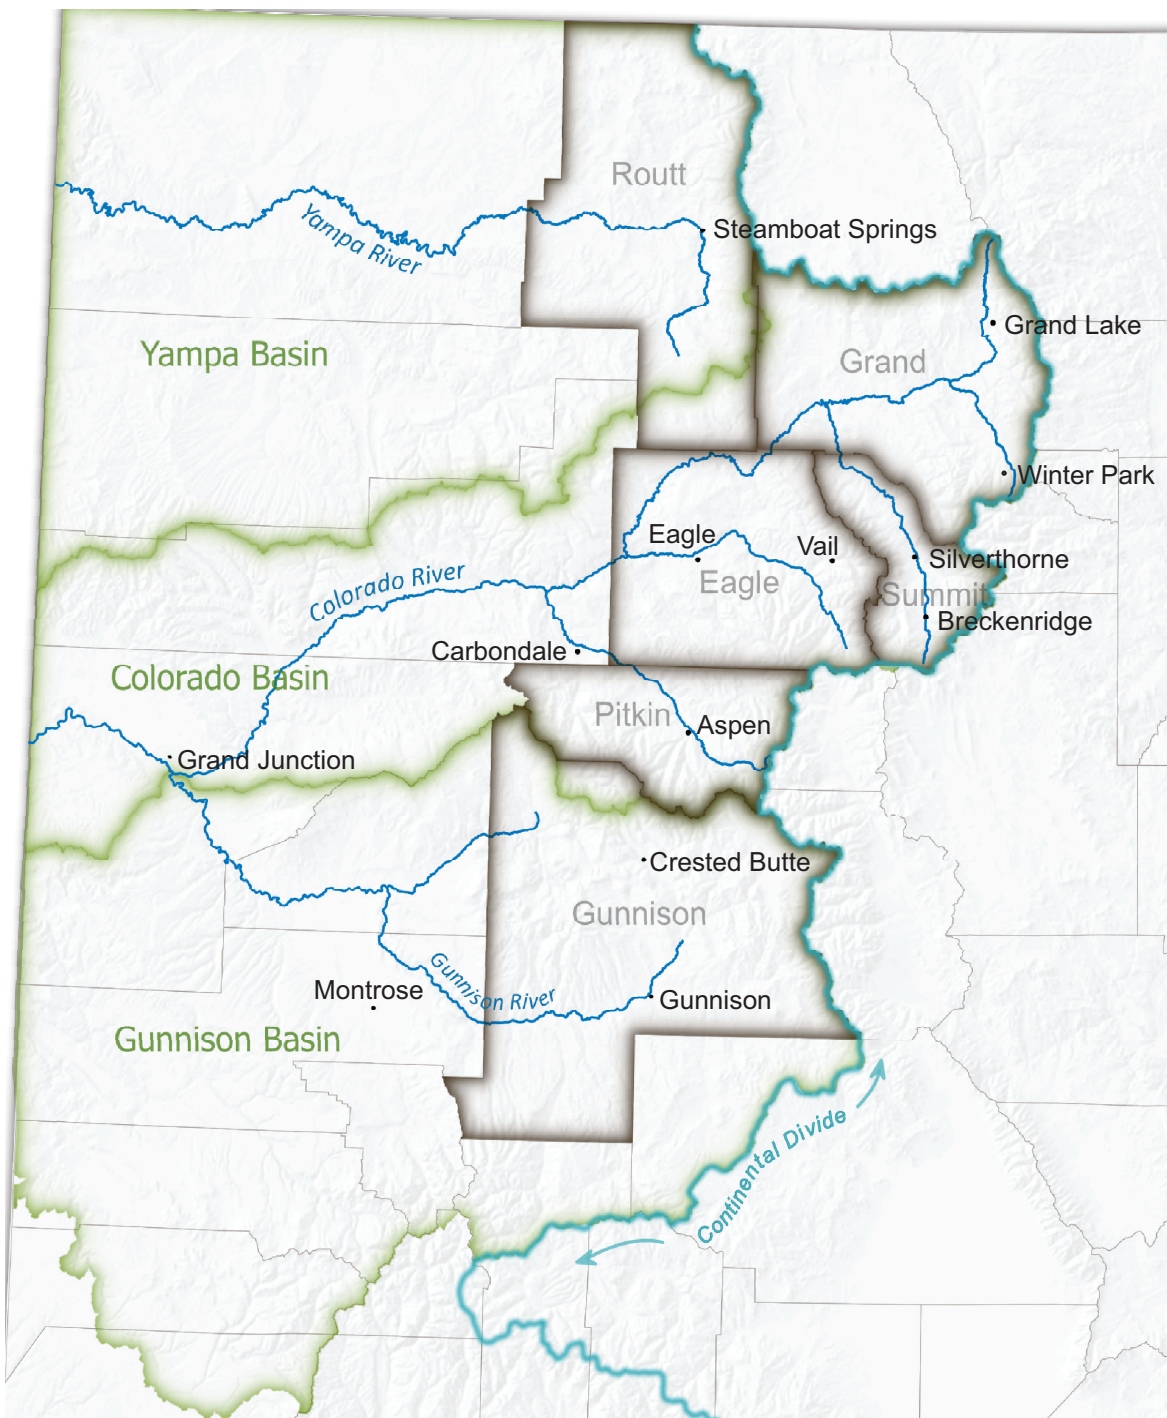 Routt
Steamboat Springs
Yampa River
Grand Lake
Yampa Basin
Grand
Winter Park
Eagle
Vail
Silverthorne
Eagle
Summit
Colorado River
Breckenridge
Carbondale
Colorado Basin
Pitkin
Aspen
Grand Junction
Crested Butte
Gunnison
Gunnison River
Montrose
Gunnison
Gunnison Basin
Continental Divide